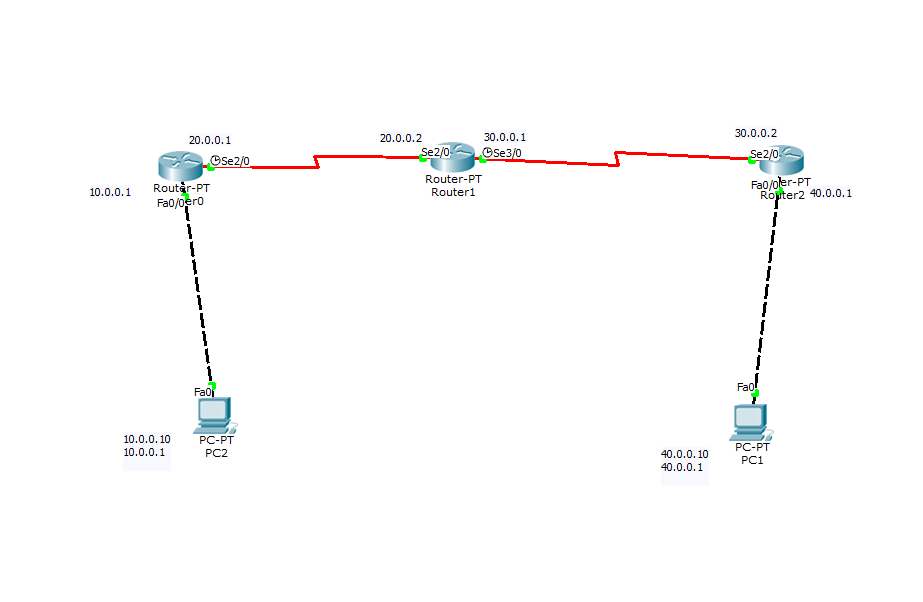 20.0.0.1
Se2/0
10.0.0.1
Router-PT
Fa0/0er0
20.0.0.2
Se2/0
30.0.0.1
Se3/0
Router-PT
Router1
30.0.0.2
Se2/0
Fa0/0er-PT
Router2
40.0.0.1
Fa0
10.0.0.10
10.0.0.1
PC-PT
PC2
Fa0
40.0.0.10
40.0.0.1
PC-PT
PC1